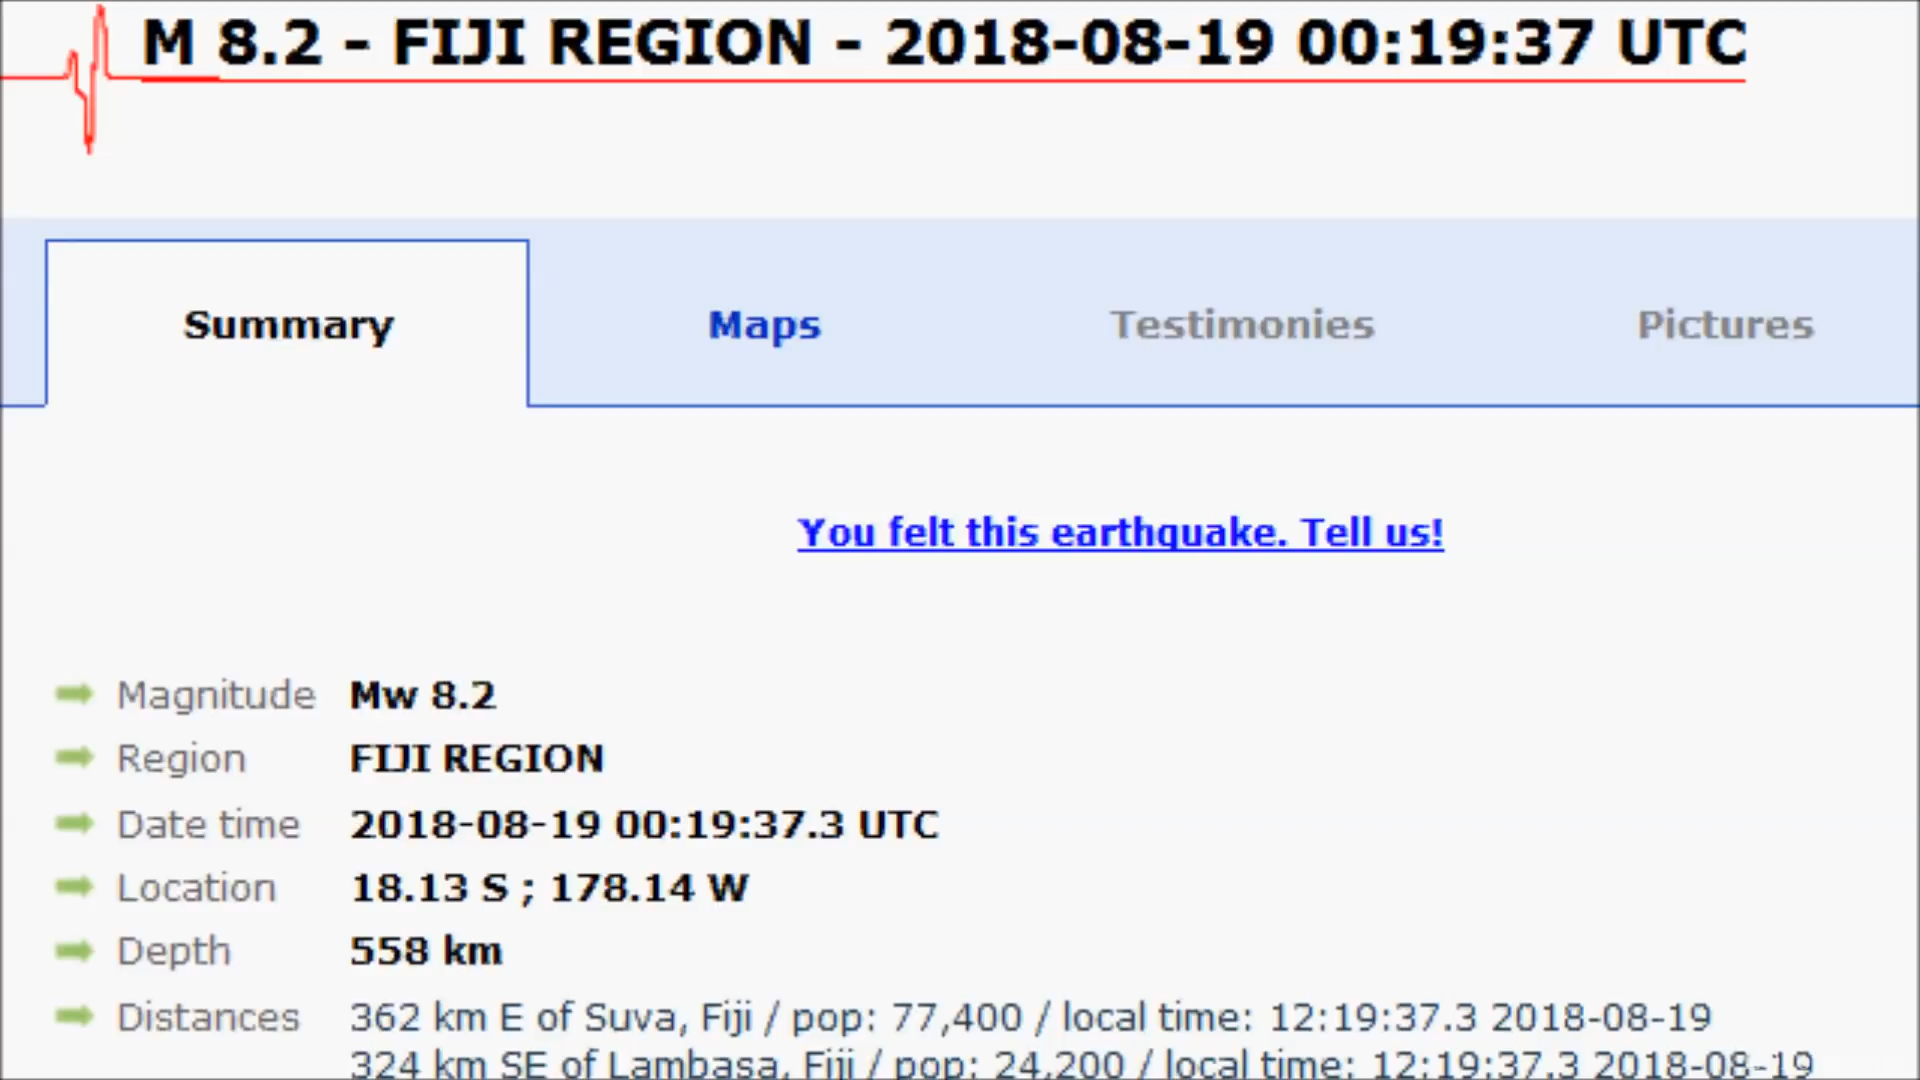 M 8.2 - FIJI REGION - 2018-08-19 00:19:37 UTC
Summary Maps Testimonies Pictures
You felt this earthquake. Tell us!
Magnitude Mw 8.2
Region FIJI REGION
Date time 2018-08-19 00:19:37.3 UTC
Location 18.13 S ; 178.14 W
Depth 558 km
Distances 362 km E of Suva, Fiji / pop: 77,400 / local time: 12:19:37.3 2018-08-19
324 km SE of Lambasa, Fiji / pop: 24,200 / local time: 12:19:37.3 2018-08-19